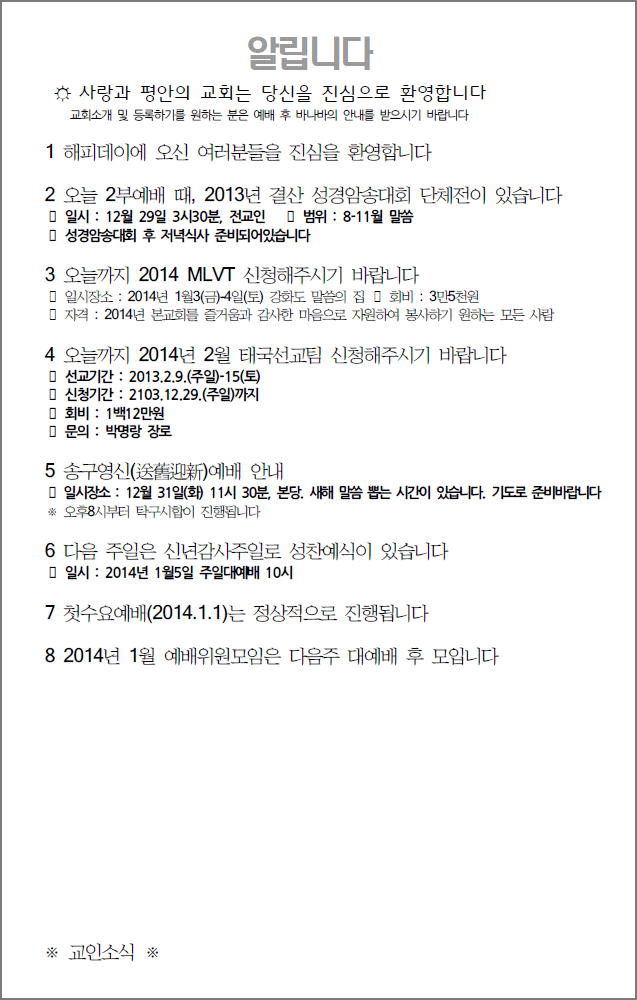 알립니다
☼ 사랑과 평안의 교회는 당신을 진심으로 환영합니다
교회소개 및 등록하기를 원하는 분은 예배 후 바나바의 안내를 받으시기 바랍니다
1 해피데이에 오신 여러분들을 진심을 환영합니다
2 오늘 2부예배 때, 2013년 결산 성경암송대회 단체전이 있습니다
▯ 일시 : 12월 29일 3시30분, 전교인 ▯ 범위 : 8-11월 말씀
▯ 성경암송대회 후 저녁식사 준비되어있습니다
3 오늘까지 2014 MLVT 신청해주시기 바랍니다
▯ 일시장소 : 2014년 1월3(금)-4일(토) 강화도 말씀의 집 ▯ 회비 : 3만5천원
▯ 자격 : 2014년 본교회를 즐거움과 감사한 마음으로 자원하여 봉사하기 원하는 모든 사람
4 오늘까지 2014년 2월 태국선교팀 신청해주시기 바랍니다
▯ 선교기간 : 2013.2.9.(주일)-15(토)
▯ 신청기간 : 2103.12.29.(주일)까지
▯ 회비 : 1백12만원
▯ 문의 : 박명랑 장로
5 송구영신(送舊迎新)예배 안내
▯ 일시장소 : 12월 31일(화) 11시 30분, 본당. 새해 말씀 뽑는 시간이 있습니다. 기도로 준비바랍니다
※ 오후8시부터 탁구시합이 진행됩니다
6 다음 주일은 신년감사주일로 성찬예식이 있습니다
▯ 일시 : 2014년 1월5일 주일대예배 10시
7 첫수요예배(2014.1.1)는 정상적으로 진행됩니다
8 2014년 1월 예배위원모임은 다음주 대예배 후 모입니다
※ 교인소식 ※